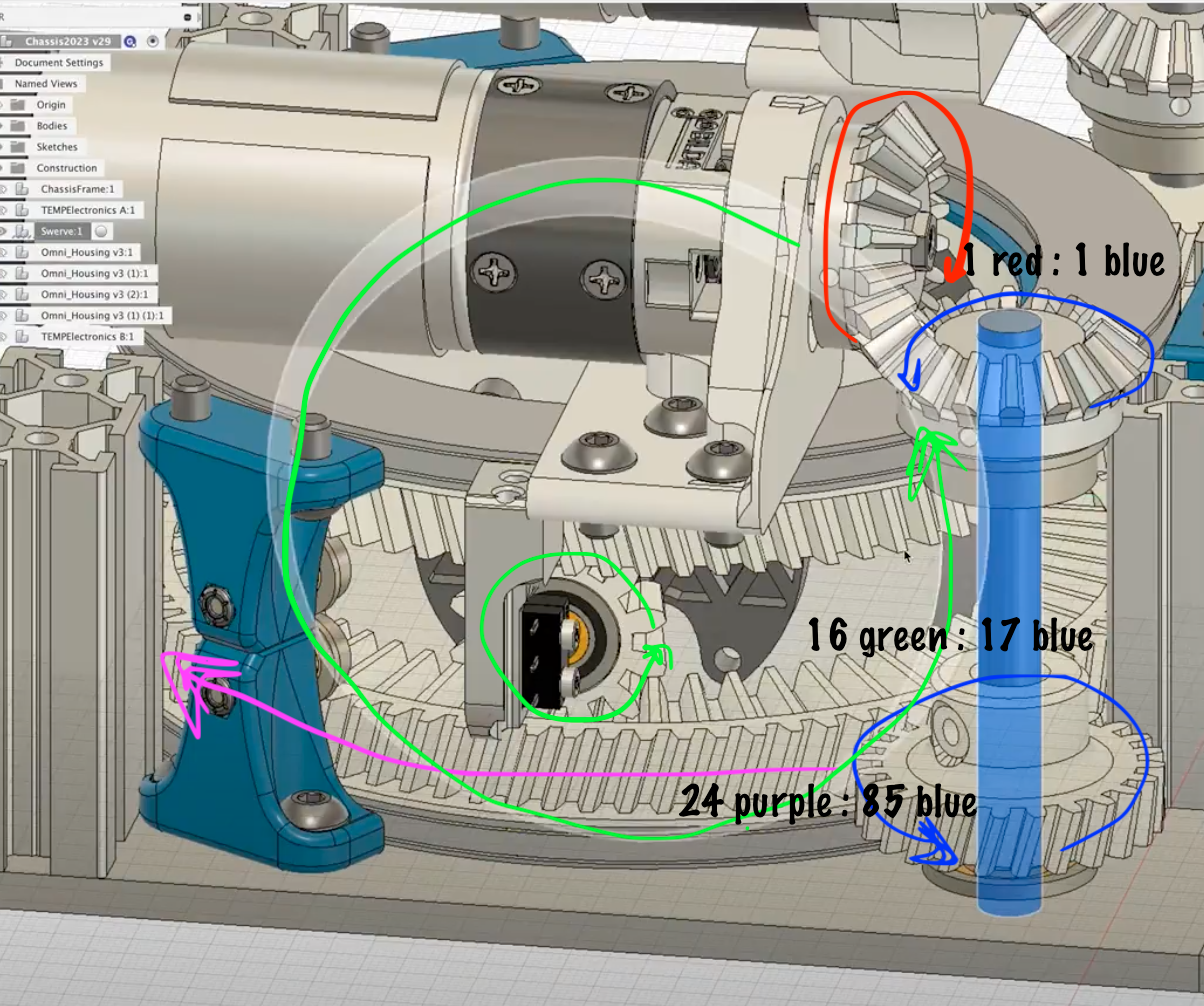 R
Chassis2023 v29
Document Settings
Named Views
Origin
Bodies
Sketches
Construction
ChassisFrame:1
TEMPElectronics A:1
Swerve:1
Omni_Housing v3:1
Omni_Housing v3 (1):1
Omni_Housing v3 (2):1
Omni_Housing v3 (1) (1):1
TEMPElectronics B:1
1 red : 1 blue
16 green : 17 blue
24 purple : 85 blue